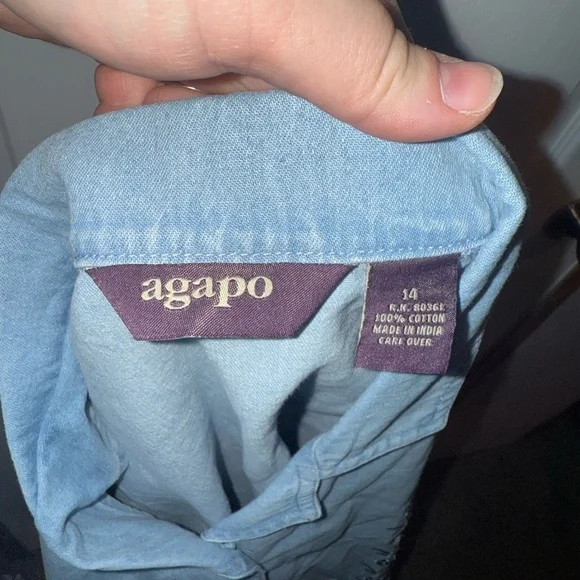 agapo
14
R.N. 80361
100% COTTON
MADE IN INDIA
CARE OVER